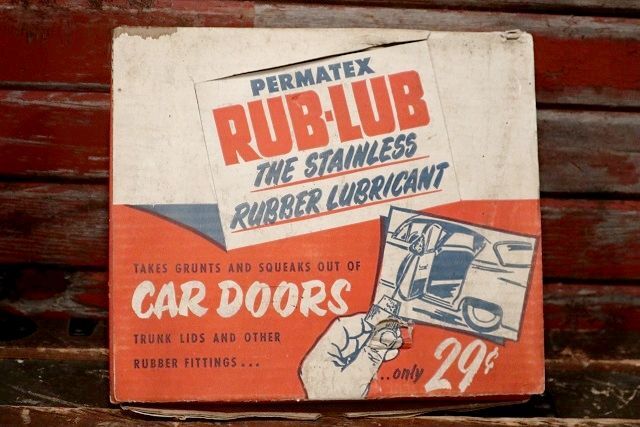 PERMATEX
RUB-LUB
THE STAINLESS
RUBBER LUBRICANT
TAKES GRUNTS AND SQUEAKS OUT OF
CAR DOORS
TRUNK LIDS AND OTHER
RUBBER FITTINGS...
...only 29¢